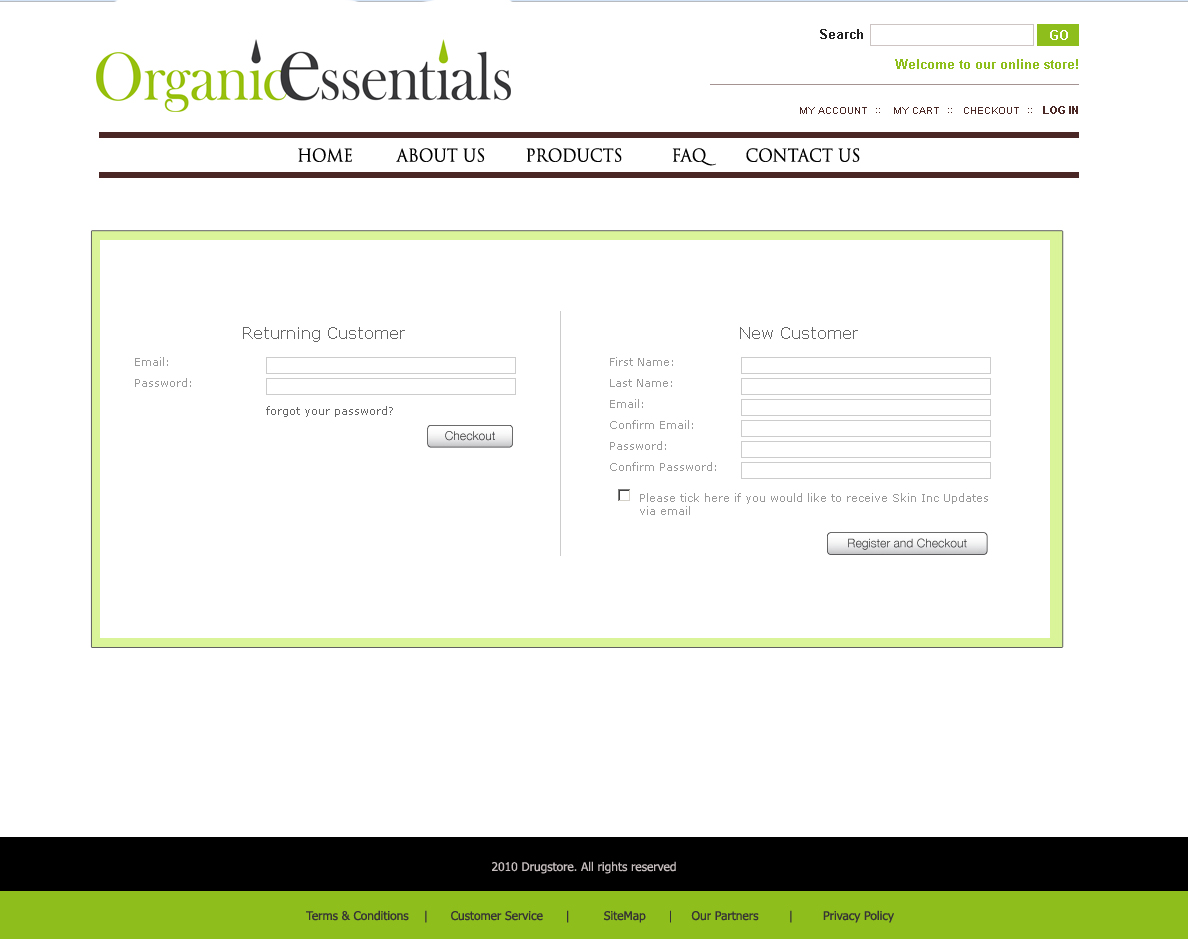 Search GO
OrganicEssentials
Welcome to our online store!
MY ACCOUNT :: MY CART :: CHECKOUT :: LOG IN
HOME ABOUT US PRODUCTS FAQ CONTACT US
Returning Customer
Email:
Password:
forgot your password?
Checkout
New Customer
First Name:
Last Name:
Email:
Confirm Email:
Password:
Confirm Password:
Please tick here if you would like to receive Skin Inc Updates
via email
Register and Checkout
2010 Drugstore. All rights reserved
Terms & Conditions | Customer Service | SiteMap | Our Partners | Privacy Policy